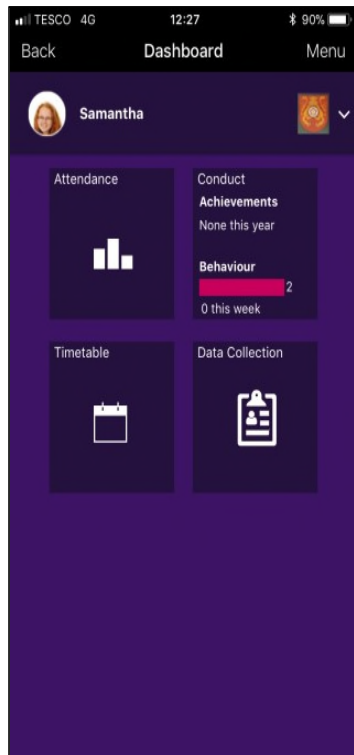 TESCO 4G 12:27 90%
Back Dashboard Menu
Samantha
Attendance
Conduct
Achievements
None this year
Behaviour
2
0 this week
Timetable
Data Collection